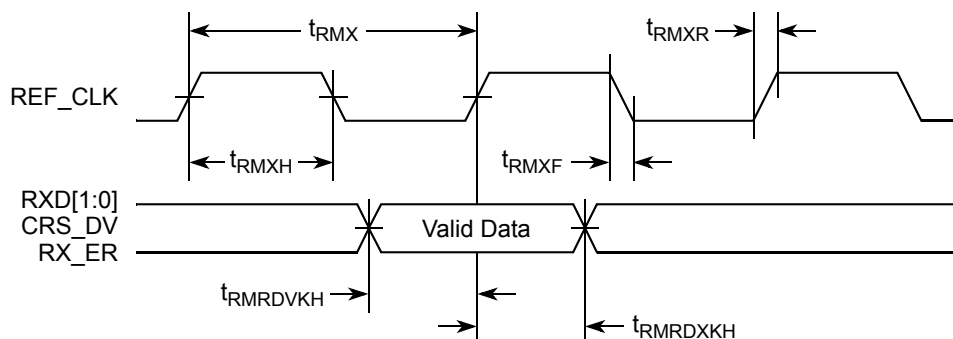 tRMX
tRMXR
REF_CLK
tRMXH
tRMXF
RXD[1:0]
CRS_DV
Valid Data
RX_ER
tRMRDVKH
tRMRDXKH